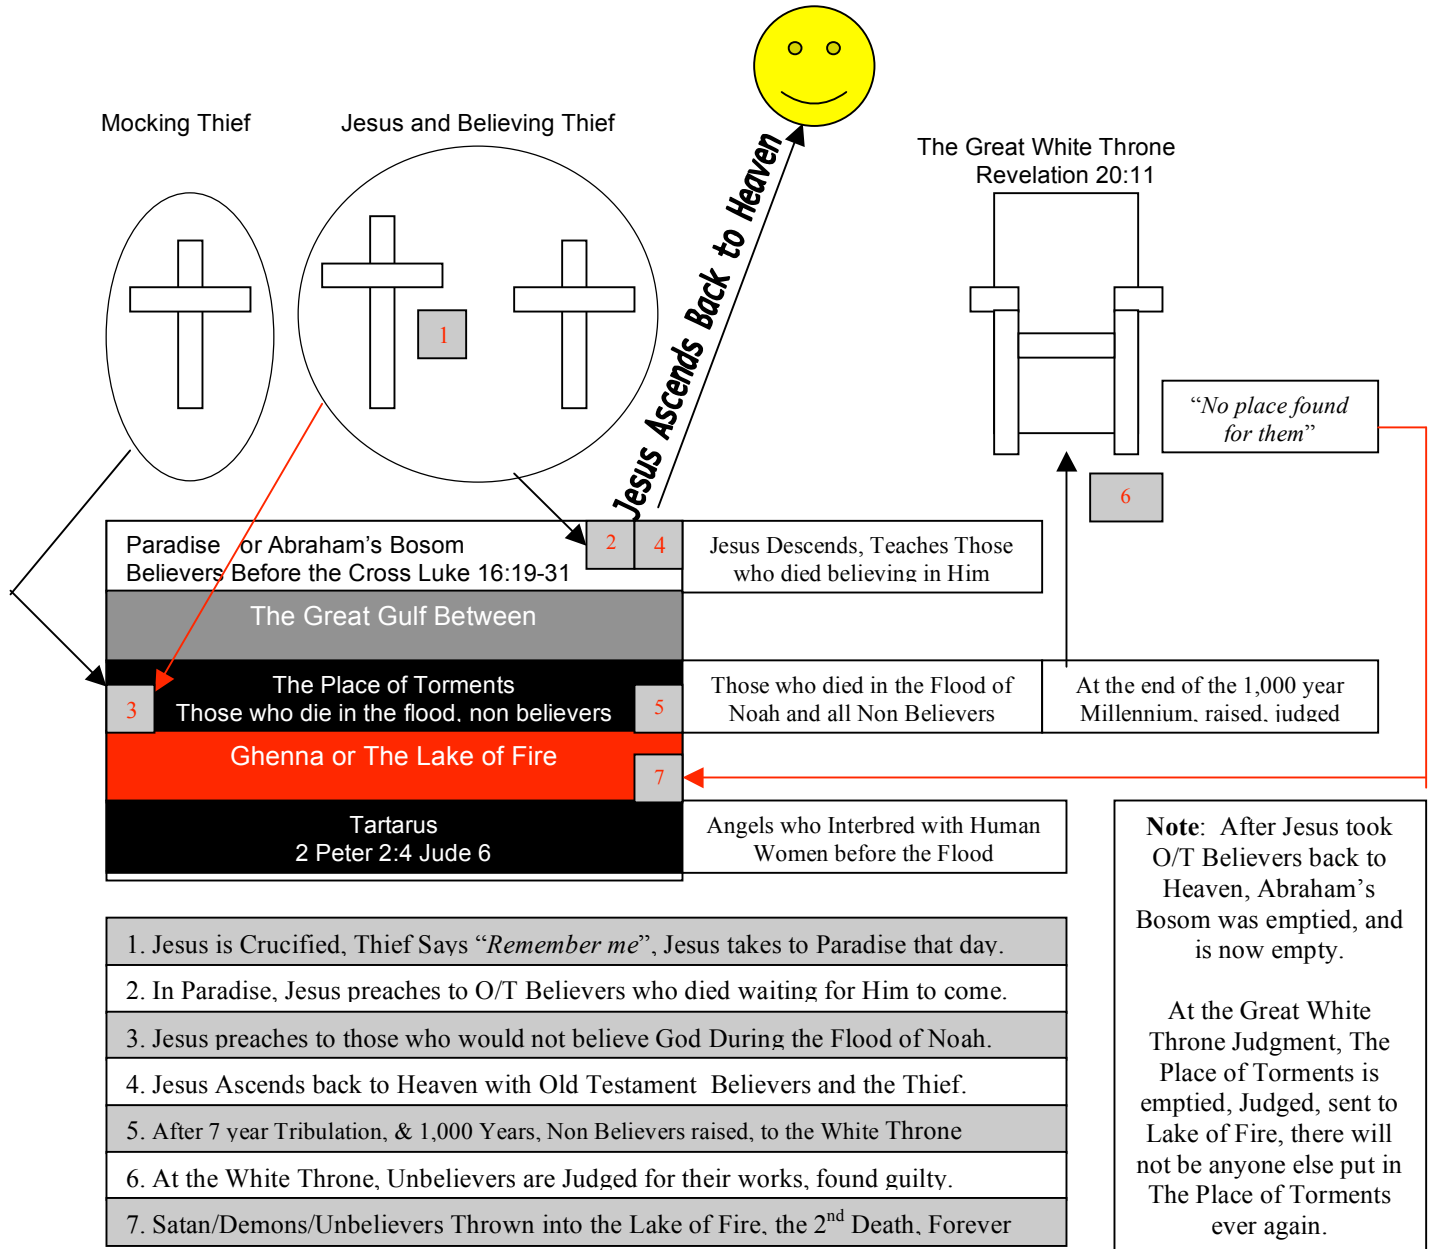 Mocking Thief
Jesus and Believing Thief
Jesus Ascends Back to Heaven
The Great White Throne
Revelation 20:11
1
"No place found
for them"
6
Paradise or Abraham's Bosom
Believers Before the Cross Luke 16:19-31
2
4
Jesus Descends, Teaches Those
who died believing in Him
The Great Gulf Between
The Place of Torments
Those who die in the flood, non believers
3
5
Those who died in the Flood of
Noah and all Non Believers
At the end of the 1,000 year
Millennium, raised, judged
Ghenna or The Lake of Fire
7
Tartarus
2 Peter 2:4 Jude 6
Angels who Interbred with Human
Women before the Flood
1. Jesus is Crucified, Thief Says "Remember me", Jesus takes to Paradise that day.
2. In Paradise, Jesus preaches to O/T Believers who died waiting for Him to come.
3. Jesus preaches to those who would not believe God During the Flood of Noah.
4. Jesus Ascends back to Heaven with Old Testament Believers and the Thief.
5. After 7 year Tribulation, & 1,000 Years, Non Believers raised, to the White Throne
6. At the White Throne, Unbelievers are Judged for their works, found guilty.
7. Satan/Demons/Unbelievers Thrown into the Lake of Fire, the 2nd Death, Forever
Note: After Jesus took
O/T Believers back to
Heaven, Abraham's
Bosom was emptied, and
is now empty.
At the Great White
Throne Judgment, The
Place of Torments is
emptied, Judged, sent to
Lake of Fire, there will
not be anyone else put in
The Place of Torments
ever again.